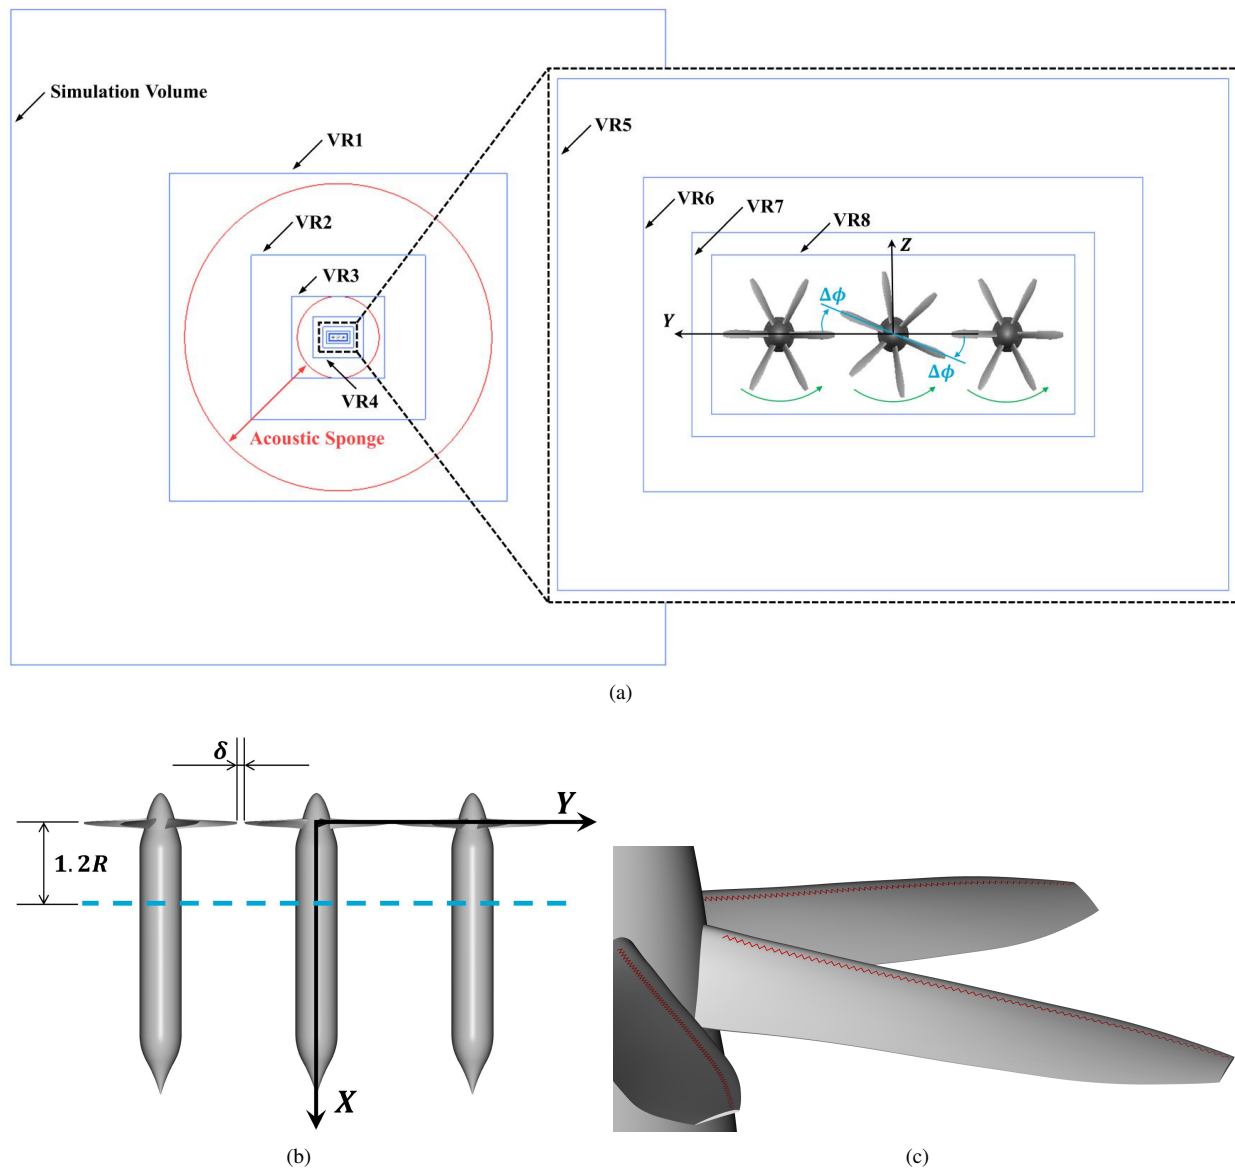 Simulation Volume
VR1
VR2
VR3
VR4
Acoustic Sponge
VR5
VR6
VR7
VR8
Z
Δϕ
Y
Δϕ
(a)
δ
Y
1.2R
X
(b)
(c)